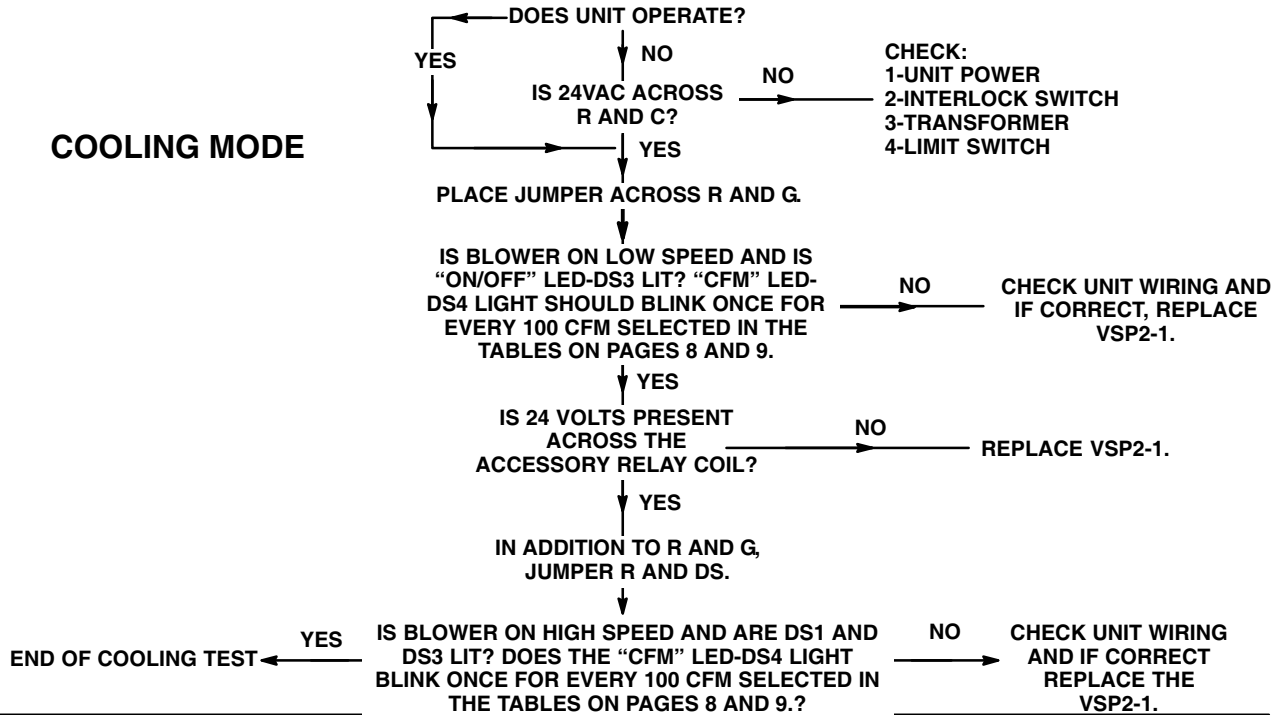 DOES UNIT OPERATE?
YES
NO
IS 24VAC ACROSS
R AND C?
NO
CHECK:
1-UNIT POWER
2-INTERLOCK SWITCH
3-TRANSFORMER
4-LIMIT SWITCH
COOLING MODE
YES
PLACE JUMPER ACROSS R AND G.
IS BLOWER ON LOW SPEED AND IS
“ON/OFF” LED-DS3 LIT? “CFM” LED-
DS4 LIGHT SHOULD BLINK ONCE FOR
EVERY 100 CFM SELECTED IN THE
TABLES ON PAGES 8 AND 9.
NO
CHECK UNIT WIRING AND
IF CORRECT, REPLACE
VSP2-1.
YES
IS 24 VOLTS PRESENT
ACROSS THE
ACCESSORY RELAY COIL?
NO
REPLACE VSP2-1.
YES
IN ADDITION TO R AND G,
JUMPER R AND DS.
IS BLOWER ON HIGH SPEED AND ARE DS1 AND
DS3 LIT? DOES THE “CFM” LED-DS4 LIGHT
BLINK ONCE FOR EVERY 100 CFM SELECTED IN
THE TABLES ON PAGES 8 AND 9.?
YES
END OF COOLING TEST
NO
CHECK UNIT WIRING
AND IF CORRECT
REPLACE THE
VSP2-1.